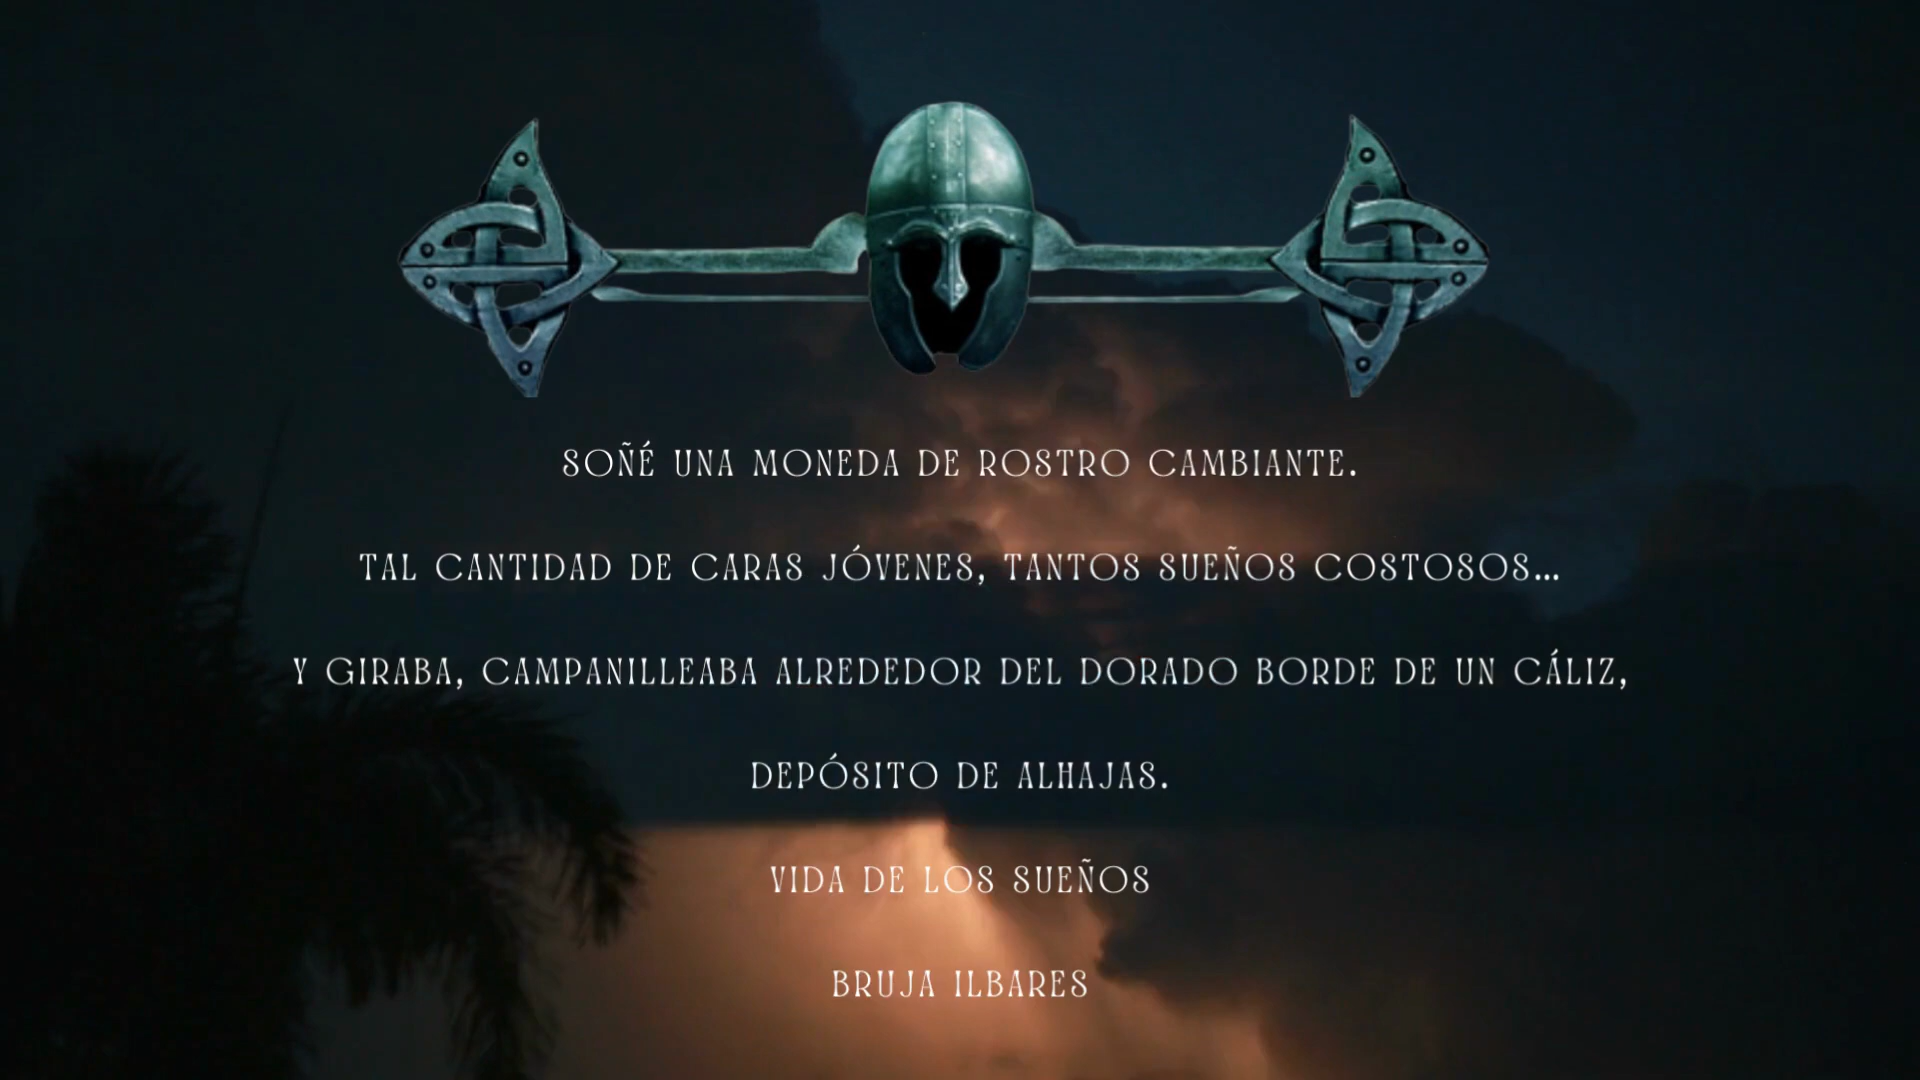 SOÑÉ UNA MONEDA DE ROSTRO CAMBIANTE.
TAL CANTIDAD DE CARAS JÓVENES, TANTOS SUEÑOS COSTOSOS...
Y GIRABA, CAMPANILLEABA ALREDEDOR DEL DORADO BORDE DE UN CÁLIZ,
DEPÓSITO DE ALHAJAS.
VIDA DE LOS SUEÑOS
BRUJA ILBARES